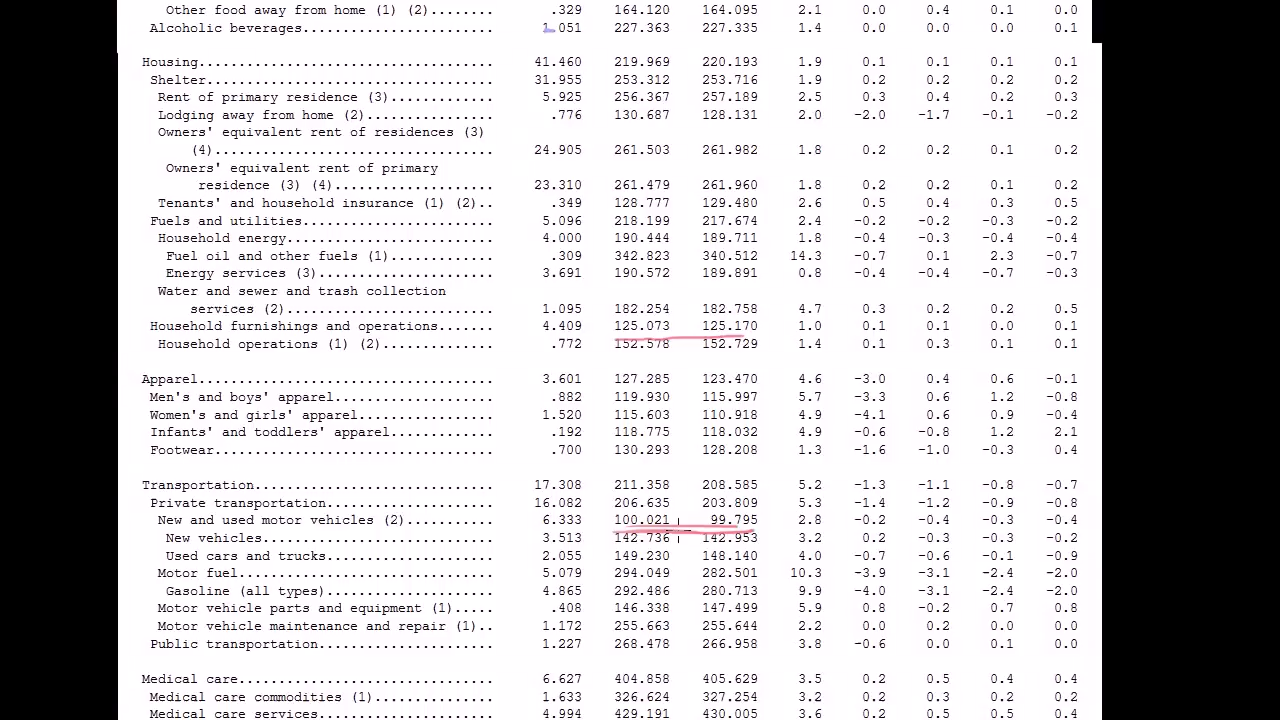 Other food away from home (1) (2)........ .329 164.120 164.095 2.1 0.0 0.4 0.1 0.0
Alcoholic beverages........................ 1.051 227.363 227.335 1.4 0.0 0.0 0.0 0.1
Housing.................................... 41.460 219.969 220.193 1.9 0.1 0.1 0.1 0.1
Shelter................................... 31.955 253.312 253.716 1.9 0.2 0.2 0.2 0.2
Rent of primary residence (3)............ 5.925 256.367 257.189 2.5 0.3 0.4 0.2 0.3
Lodging away from home (2)............... .776 130.687 128.131 2.0 -2.0 -1.7 -0.1 -0.2
Owners' equivalent rent of residences (3)
(4)................................. 24.905 261.503 261.982 1.8 0.2 0.2 0.1 0.2
Owners' equivalent rent of primary
residence (3) (4)................... 23.310 261.479 261.960 1.8 0.2 0.2 0.1 0.2
Tenants' and household insurance (1) (2).. .349 128.777 129.480 2.6 0.5 0.4 0.3 0.5
Fuels and utilities....................... 5.096 218.199 217.674 2.4 -0.2 -0.2 -0.3 -0.2
Household energy......................... 4.000 190.444 189.711 1.8 -0.4 -0.3 -0.4 -0.4
Fuel oil and other fuels (1)............ .309 342.823 340.512 14.3 -0.7 0.1 2.3 -0.7
Energy services (3)..................... 3.691 190.572 189.891 0.8 -0.4 -0.4 -0.7 -0.3
Water and sewer and trash collection
services (2)......................... 1.095 182.254 182.758 4.7 0.3 0.2 0.2 0.5
Household furnishings and operations....... 4.409 125.073 125.170 1.0 0.1 0.1 0.0 0.1
Household operations (1) (2)............. .772 152.578 152.729 1.4 0.1 0.3 0.1 0.1
Apparel.................................... 3.601 127.285 123.470 4.6 -3.0 0.4 0.6 -0.1
Men's and boys' apparel................... .882 119.930 115.997 5.7 -3.3 0.6 1.2 -0.8
Women's and girls' apparel................ 1.520 115.603 110.918 4.9 -4.1 0.6 0.9 -0.4
Infants' and toddlers' apparel............ .192 118.775 118.032 4.9 -0.6 -0.8 1.2 2.1
Footwear.................................. .700 130.293 128.208 1.3 -1.6 -1.0 -0.3 0.4
Transportation............................. 17.308 211.358 208.585 5.2 -1.3 -1.1 -0.8 -0.7
Private transportation.................... 16.082 206.635 203.809 5.3 -1.4 -1.2 -0.9 -0.8
New and used motor vehicles (2).......... 6.333 100.021 99.795 2.8 -0.2 -0.4 -0.3 -0.4
New vehicles............................ 3.513 142.736 142.953 3.2 0.2 -0.3 -0.3 -0.2
Used cars and trucks.................... 2.055 149.230 148.140 4.0 -0.7 -0.6 -0.1 -0.9
Motor fuel............................... 5.079 294.049 282.501 10.3 -3.9 -3.1 -2.4 -2.0
Gasoline (all types).................... 4.865 292.486 280.713 9.9 -4.0 -3.1 -2.4 -2.0
Motor vehicle parts and equipment (1)..... .408 146.338 147.499 5.9 0.8 -0.2 0.7 0.8
Motor vehicle maintenance and repair (1).. 1.172 255.663 255.644 2.2 0.0 0.2 0.0 0.0
Public transportation..................... 1.227 268.478 266.958 3.8 -0.6 0.0 0.1 0.0
Medical care............................... 6.627 404.858 405.629 3.5 0.2 0.5 0.4 0.4
Medical care commodities (1).............. 1.633 326.624 327.254 3.2 0.2 0.3 0.2 0.2
Medical care services..................... 4.994 429.191 430.005 3.6 0.2 0.5 0.5 0.4